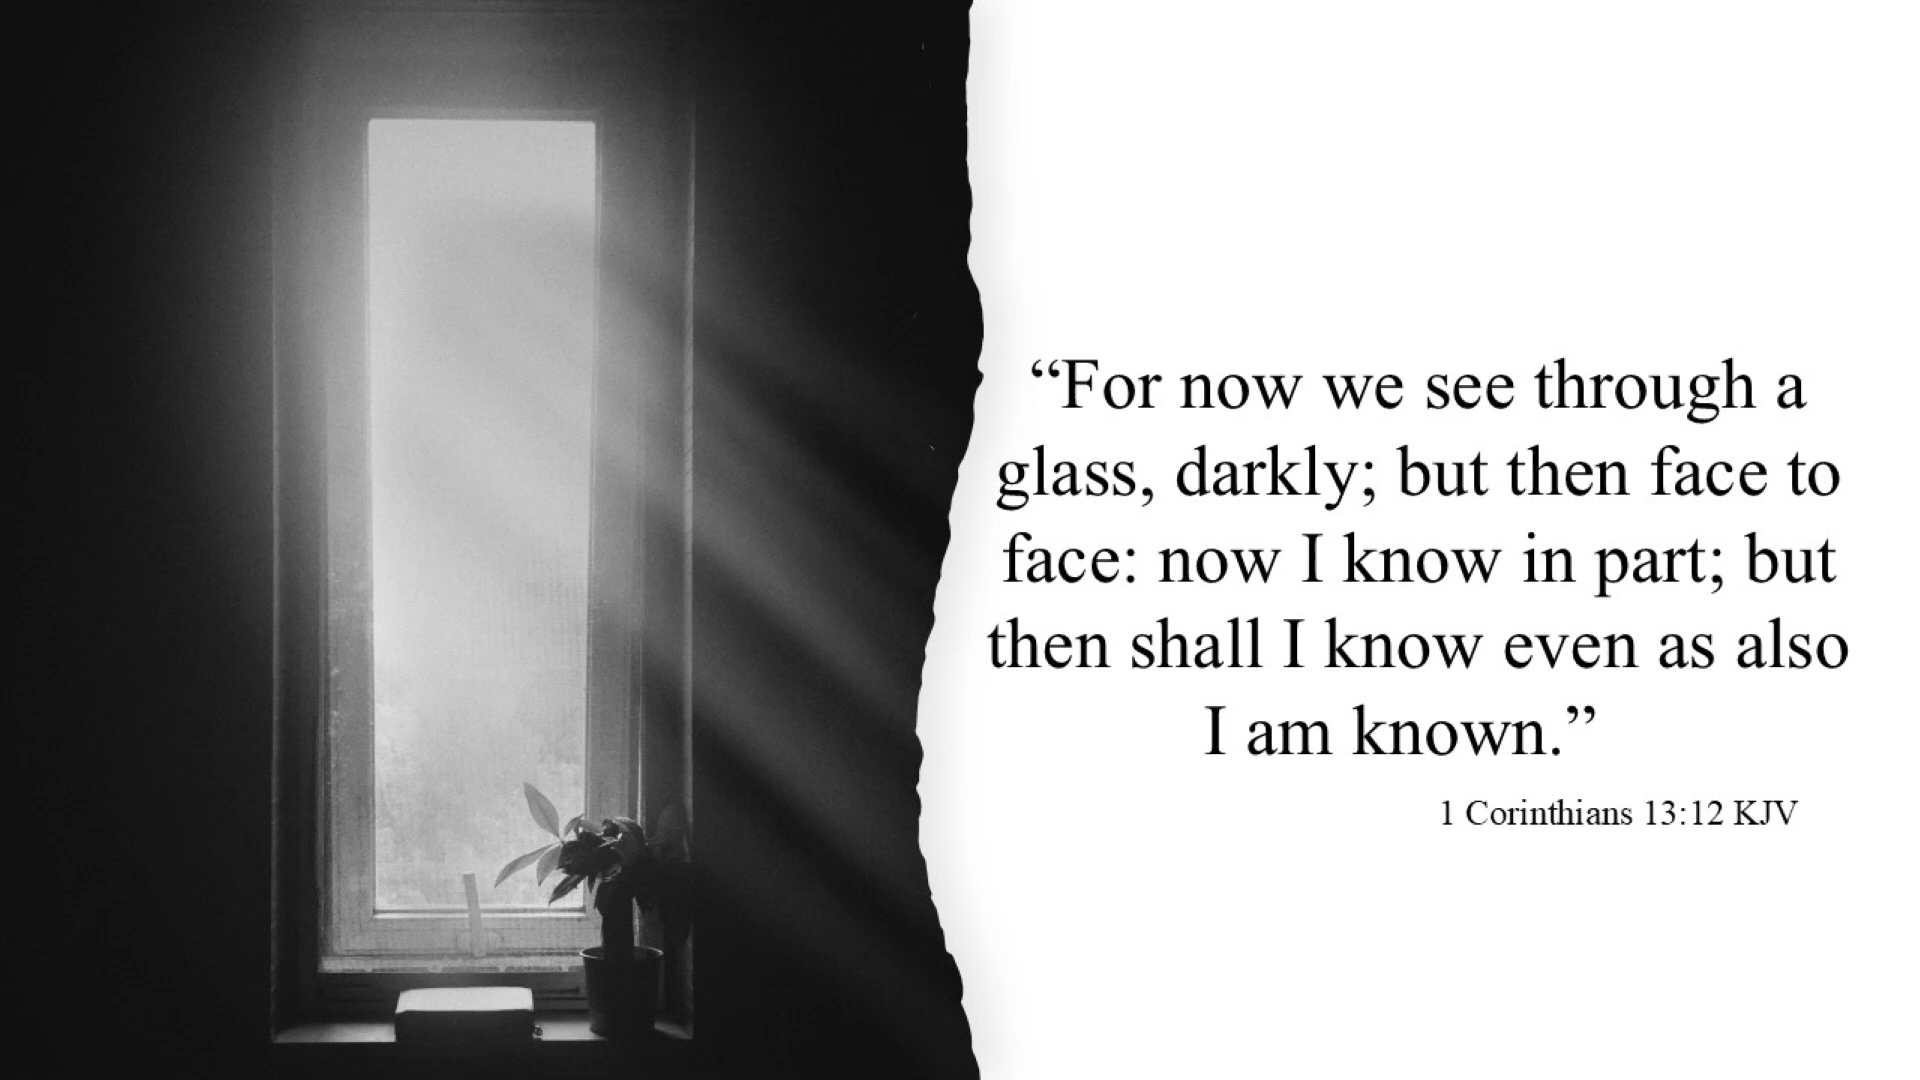 “For now we see through a
glass, darkly; but then face to
face: now I know in part; but
then shall I know even as also
I am known.”
1 Corinthians 13:12 KJV